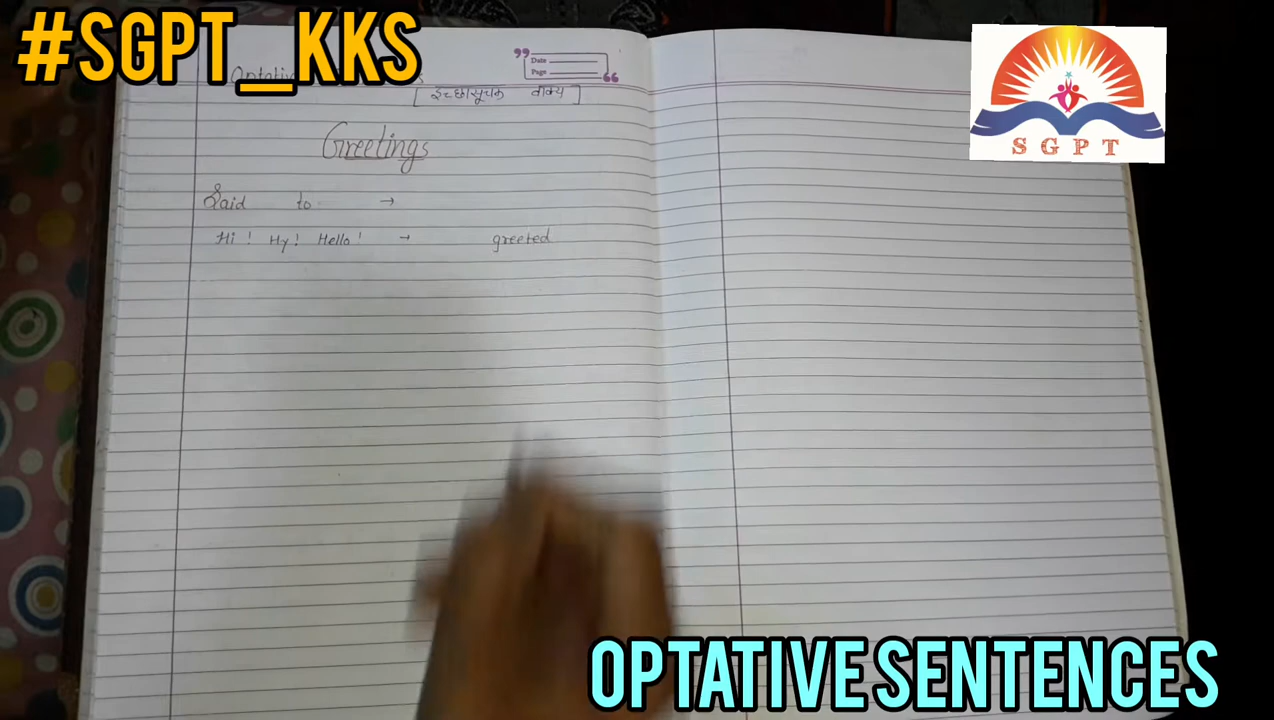 #SGPT_KKS
Date
Page
[ इच्छासूचक वाक्य ]
Greetings
Said to →
Hi ! Hy ! Hello ! → greeted
SGPT
OPTATIVE SENTENCES